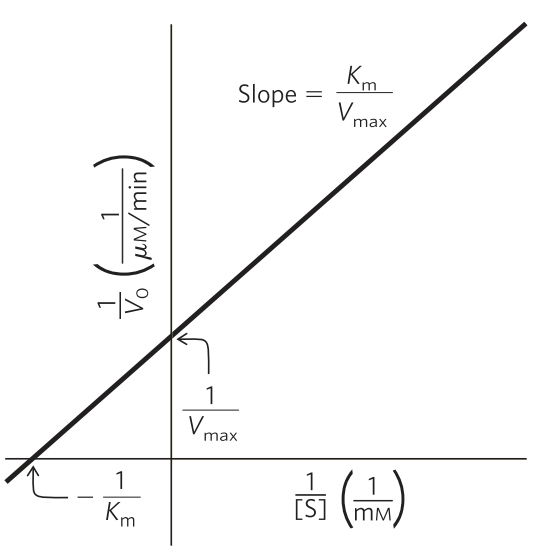 Slope = K_m / V_max
1/V_0 (1/μM/min)
1/V_max
− 1/K_m
1/[S] (1/mM)